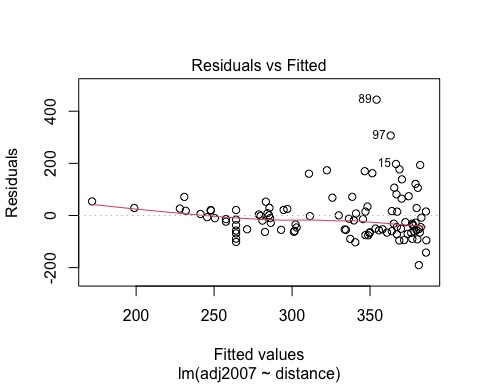 Residuals vs Fitted
Residuals
400
200
0
-200
89
97
15
200
250
300
350
Fitted values
lm(adj2007 ~ distance)